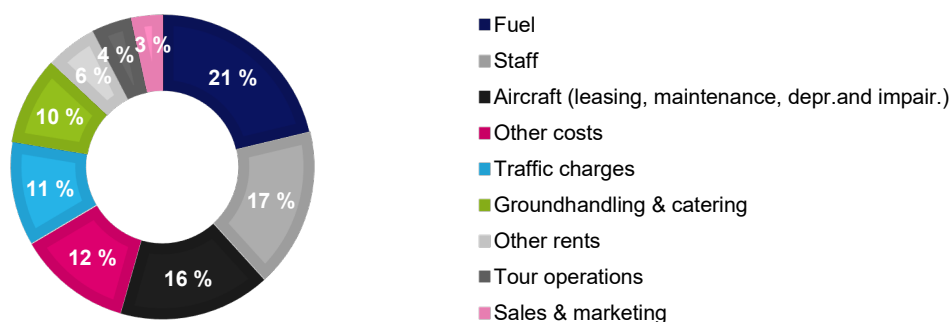 21 %
17 %
16 %
12 %
11 %
10 %
6 %
4 %
3 %
Fuel
Staff
Aircraft (leasing, maintenance, depr.and impair.)
Other costs
Traffic charges
Groundhandling & catering
Other rents
Tour operations
Sales & marketing